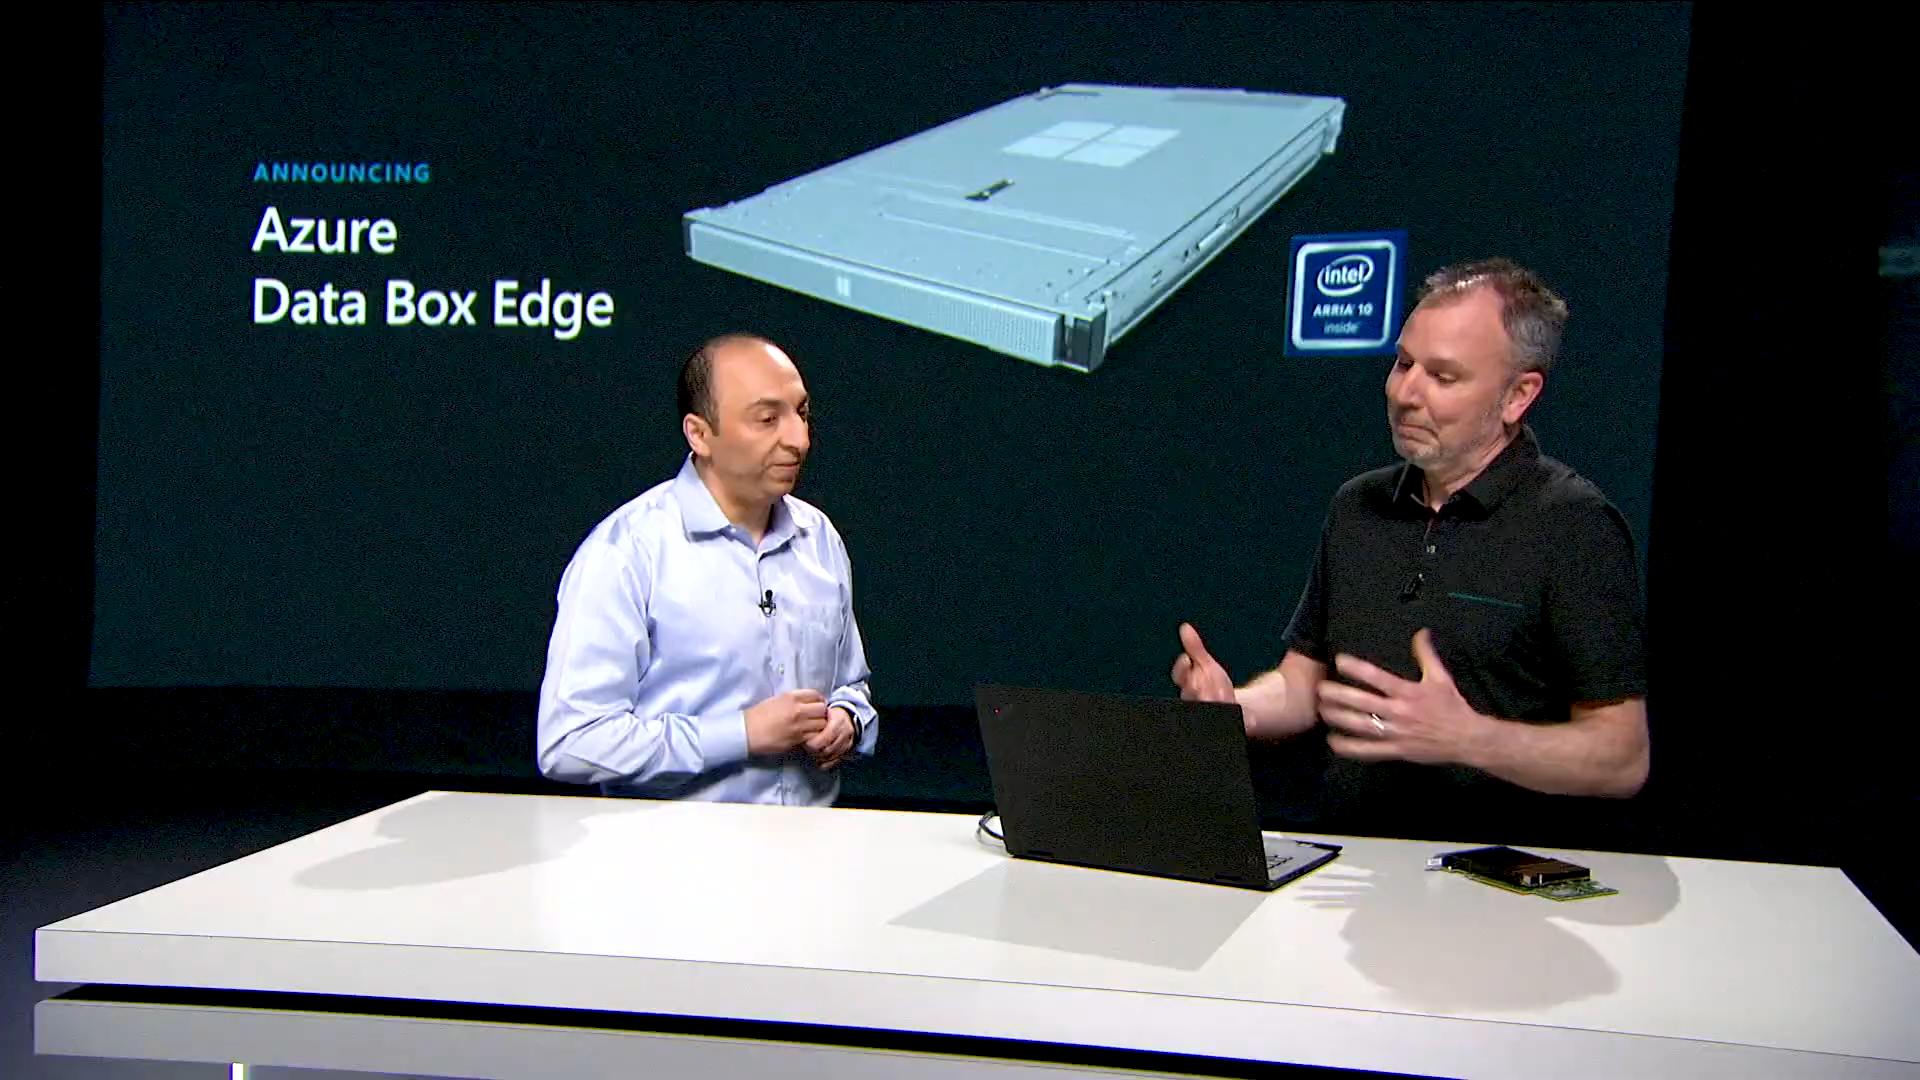 ANNOUNCING
Azure
Data Box Edge
intel
ARRIA 10
inside